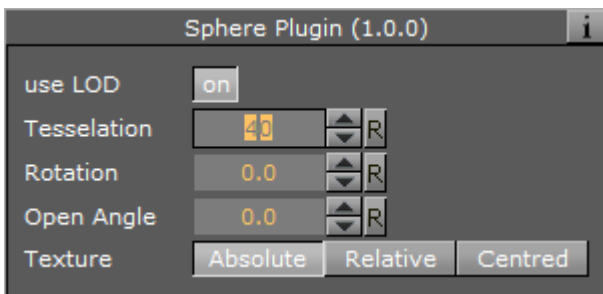 Sphere Plugin (1.0.0) i
use LOD on
Tesselation 40 R
Rotation 0.0 R
Open Angle 0.0 R
Texture Absolute Relative Centred